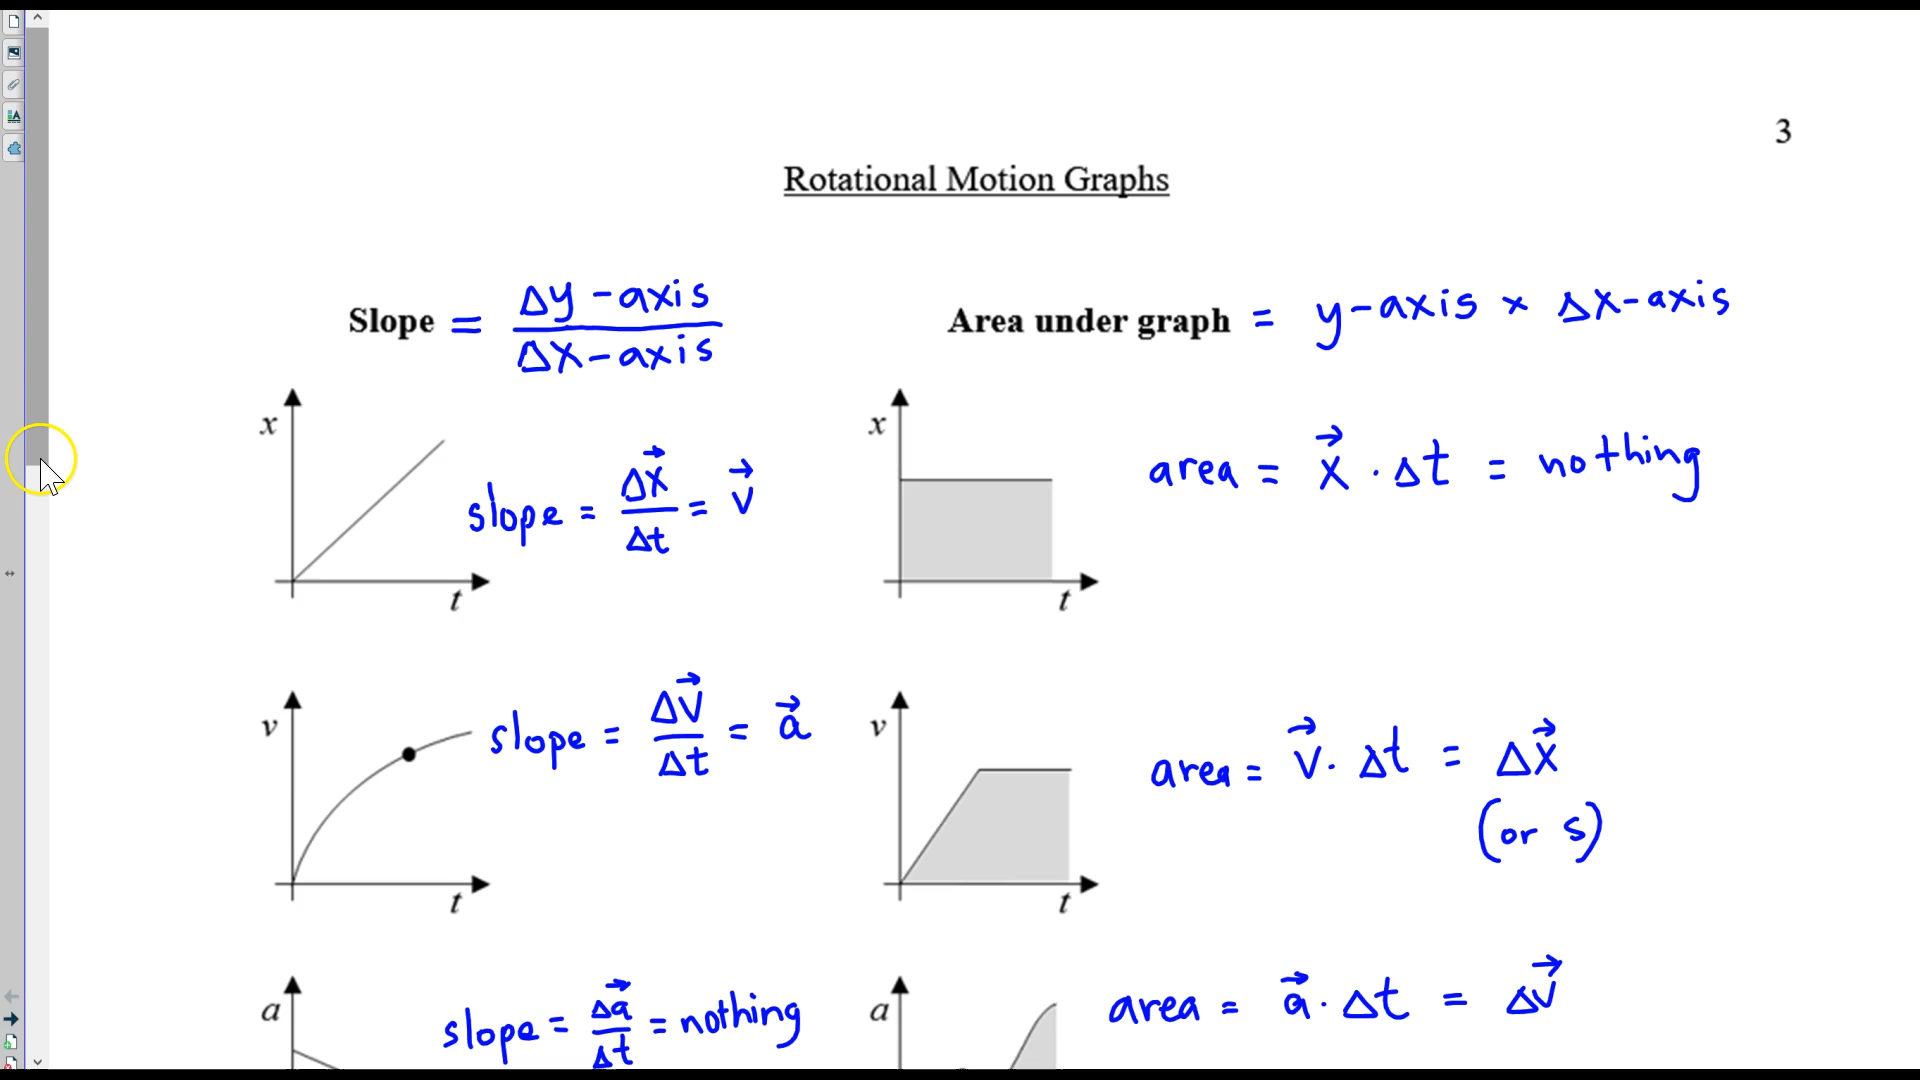 3
Rotational Motion Graphs
Slope = Δy-axis / Δx-axis
Area under graph = y-axis × Δx-axis
x
t
slope = Δx⃗ / Δt = v⃗
x
t
area = x⃗ · Δt = nothing
v
t
slope = Δv⃗ / Δt = a⃗
v
t
area = v⃗ · Δt = Δx⃗
(or s)
a
slope = Δa⃗ / Δt = nothing
a
area = a⃗ · Δt = Δv⃗